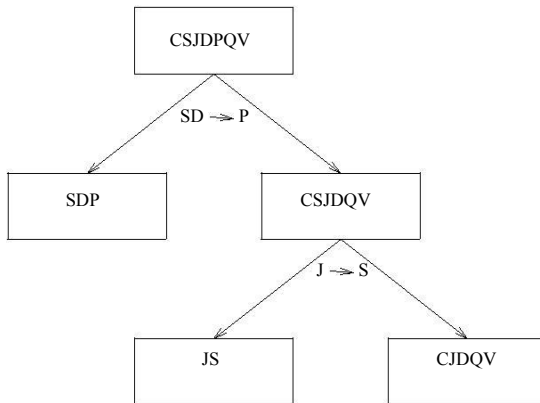 CSJDPQV
SD → P
SDP
CSJDQV
J → S
JS
CJDQV